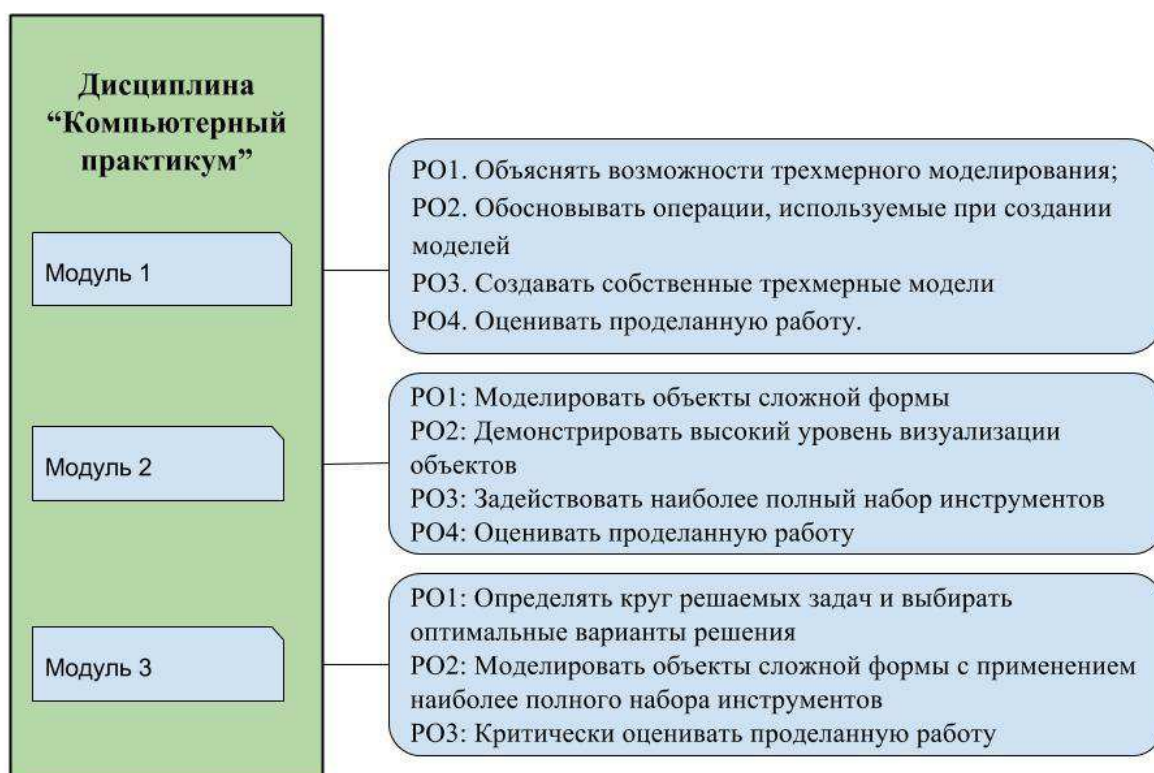 Дисциплина
“Компьютерный
практикум”
Модуль 1
РО1. Объяснять возможности трехмерного моделирования;
РО2. Обосновывать операции, используемые при создании
моделей
РО3. Создавать собственные трехмерные модели
РО4. Оценивать проделанную работу.
Модуль 2
РО1: Моделировать объекты сложной формы
РО2: Демонстрировать высокий уровень визуализации
объектов
РО3: Задействовать наиболее полный набор инструментов
РО4: Оценивать проделанную работу
Модуль 3
РО1: Определять круг решаемых задач и выбирать
оптимальные варианты решения
РО2: Моделировать объекты сложной формы с применением
наиболее полного набора инструментов
РО3: Критически оценивать проделанную работу